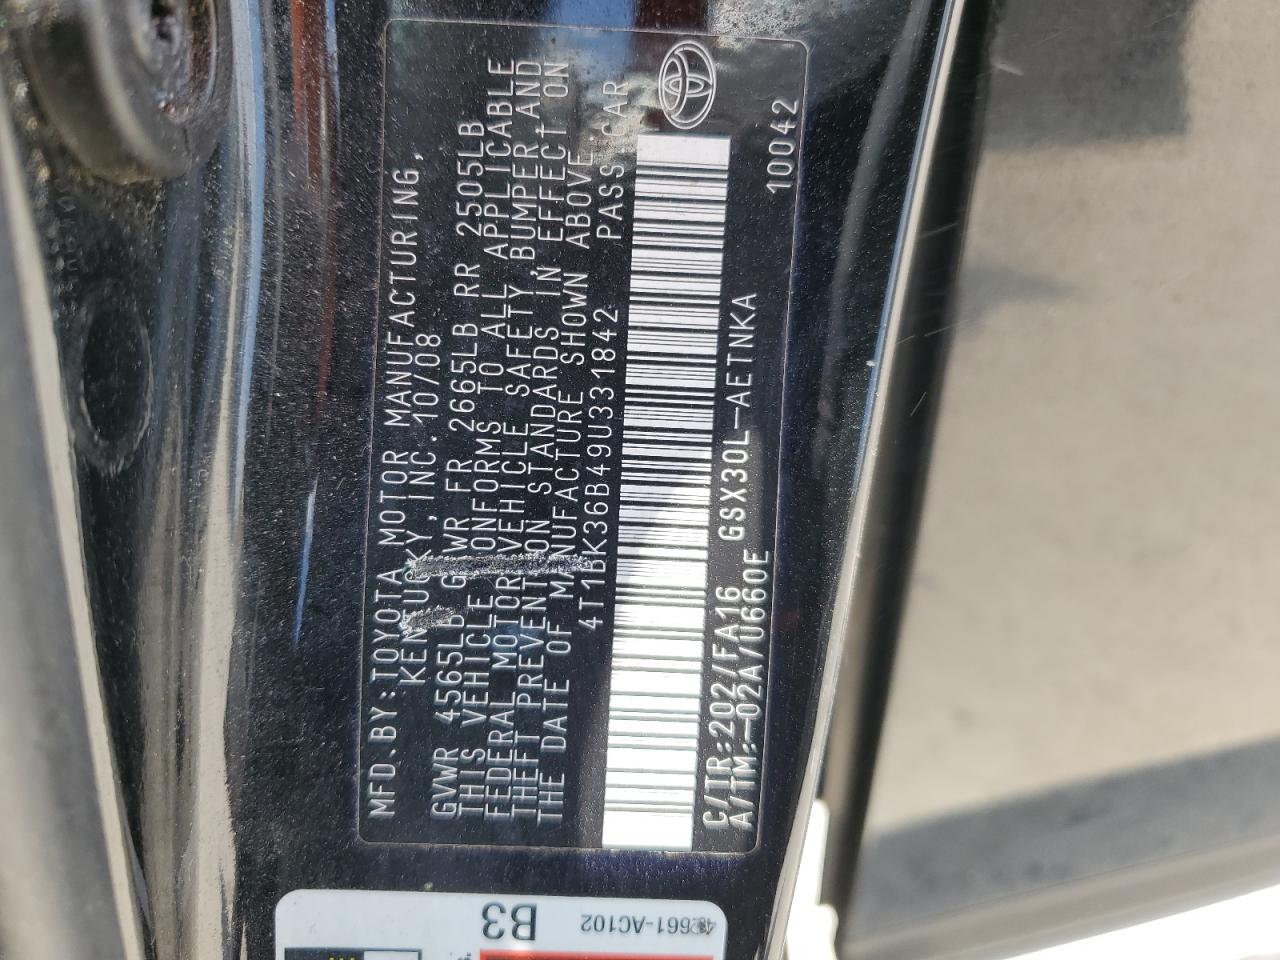 MFD.BY:TOYOTA MOTOR MANUFACTURING,
KENTUCKY, INC. 10/08
GVWR 4565LB GAWR FR 2665LB RR 2505LB
THIS VEHICLE CONFORMS TO ALL APPLICABLE
FEDERAL MOTOR VEHICLE SAFETY, BUMPER, AND
THEFT PREVENTION STANDARDS IN EFFECT ON
THE DATE OF MANUFACTURE SHOWN ABOVE
4T1BK36B49U331842 PASS CAR
C/TR:202/FA16 GSX30L-AETNKA
A/TM:-02A/U660E 10042
B3
42661-AC102